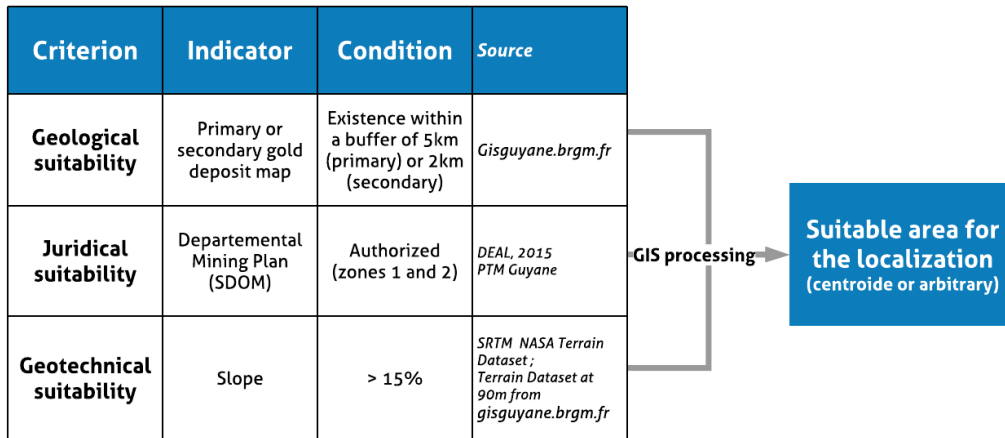 Criterion
Indicator
Condition
Source
Geological
suitability
Primary or
secondary gold
deposit map
Existence within
a buffer of 5km
(primary) or 2km
(secondary)
Gisguyane.brgm.fr
Juridical
suitability
Departemental
Mining Plan
(SDOM)
Authorized
(zones 1 and 2)
DEAL, 2015
PTM Guyane
Geotechnical
suitability
Slope
> 15%
SRTM NASA Terrain
Dataset ;
Terrain Dataset at
90m from
gisguyane.brgm.fr
GIS processing
Suitable area for
the localization
(centroide or arbitrary)